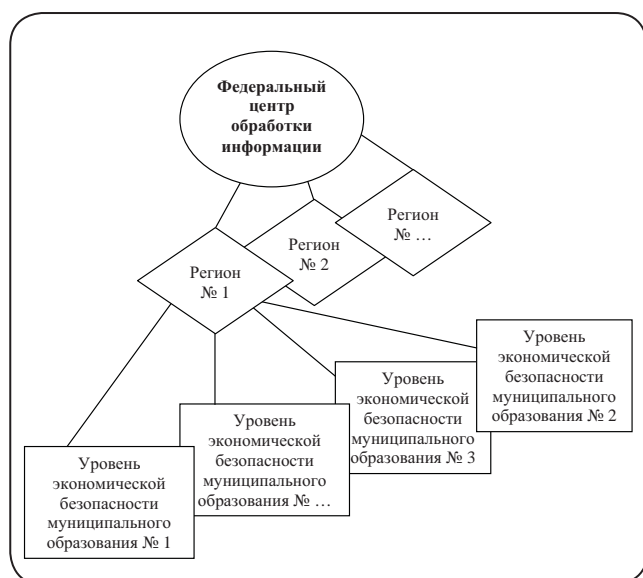 Федеральный
центр
обработки
информации
Регион
№ …
Регион
№ 2
Регион
№ 1
Уровень
экономической
безопасности
муниципального
образования № 2
Уровень
экономической
безопасности
муниципального
образования № 3
Уровень
экономической
безопасности
муниципального
образования № …
Уровень
экономической
безопасности
муниципального
образования № 1